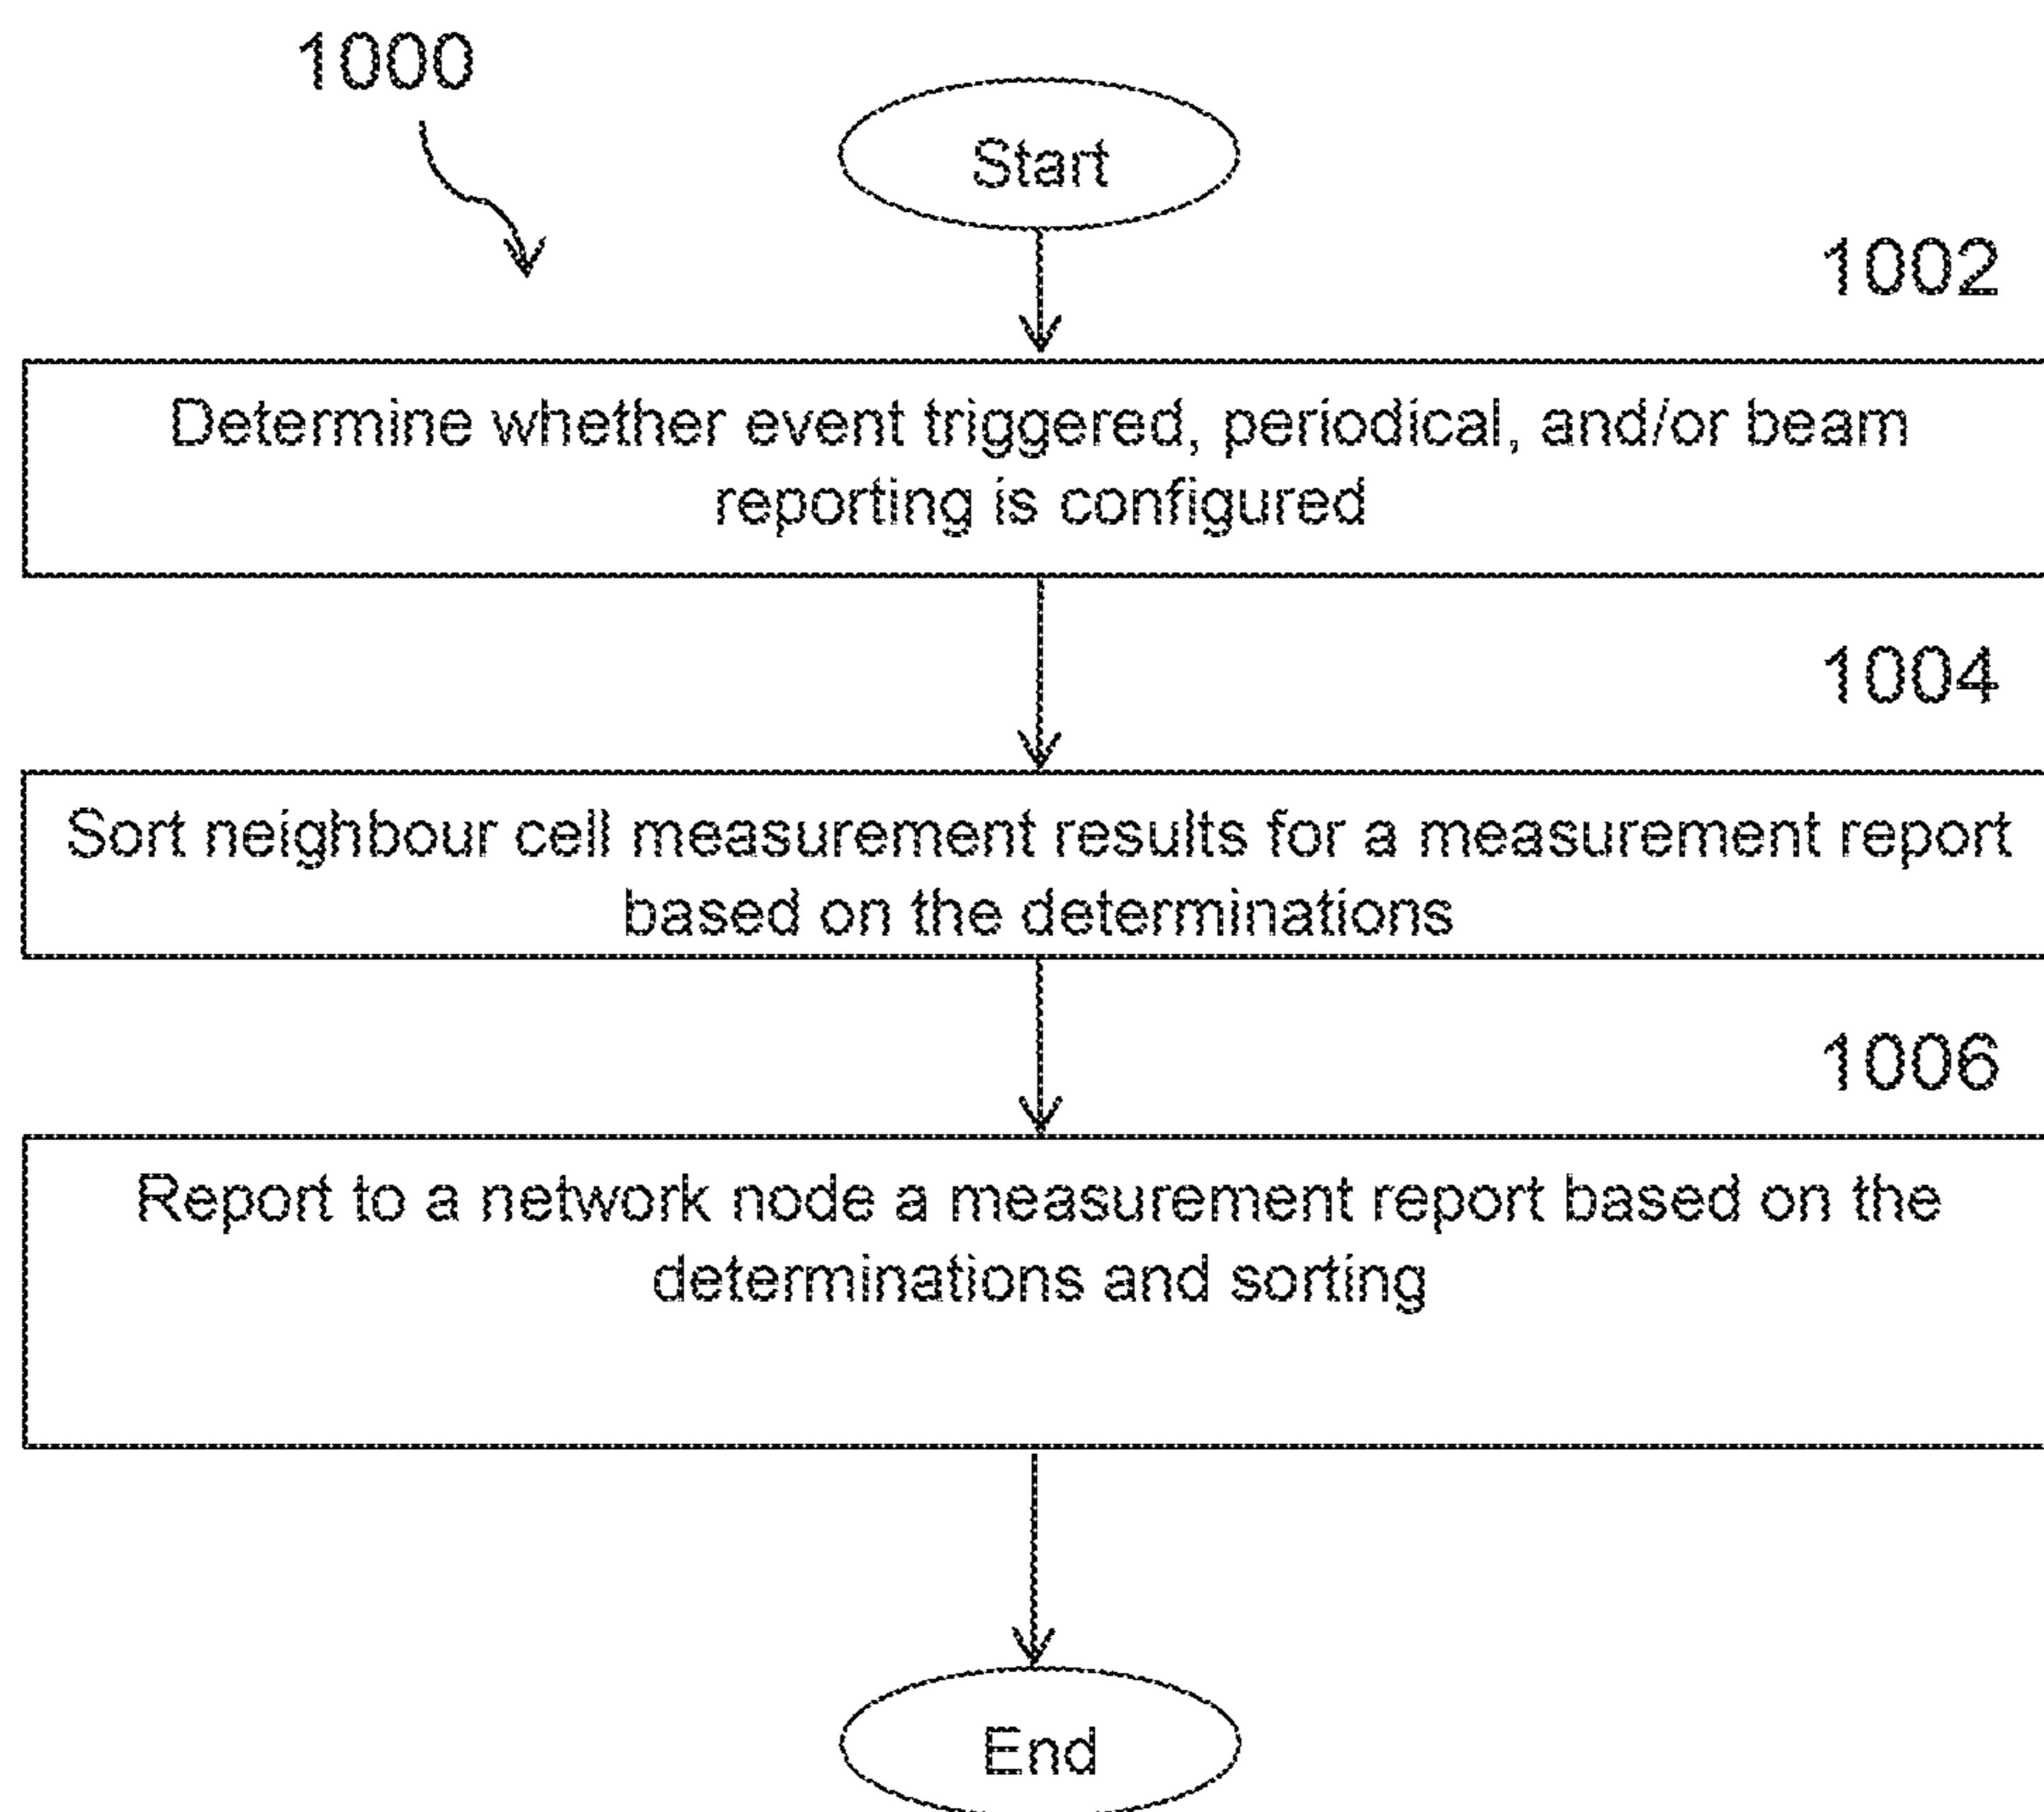 1000
Start
1002
Determine whether event triggered, periodical, and/or beam
reporting is configured
1004
Sort neighbour cell measurement results for a measurement report
based on the determinations
1006
Report to a network node a measurement report based on the
determinations and sorting
End